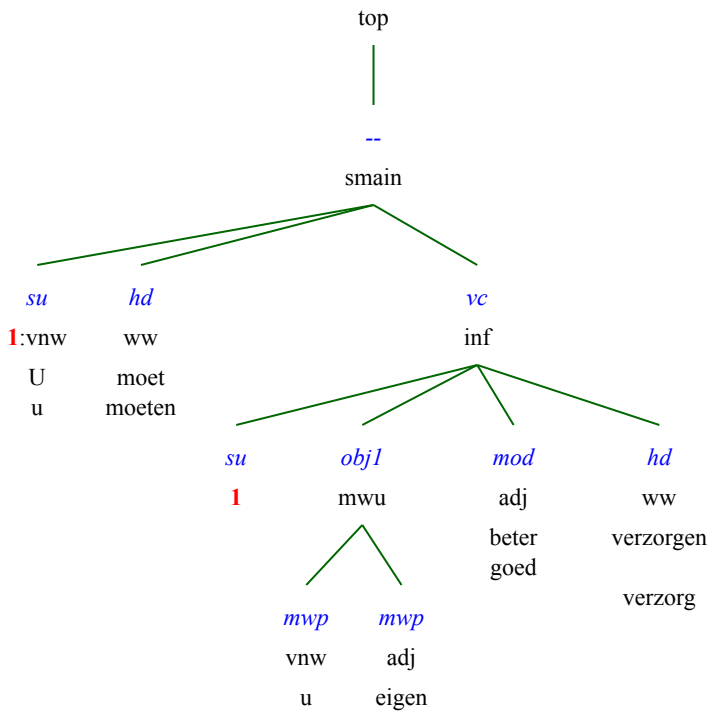 top
--
smain
su hd vc
1:vnw ww inf
U moet
u moeten
su obj1 mod hd
1 mwu adj ww
beter verzorgen
goed
verzorg
mwp mwp
vnw adj
u eigen